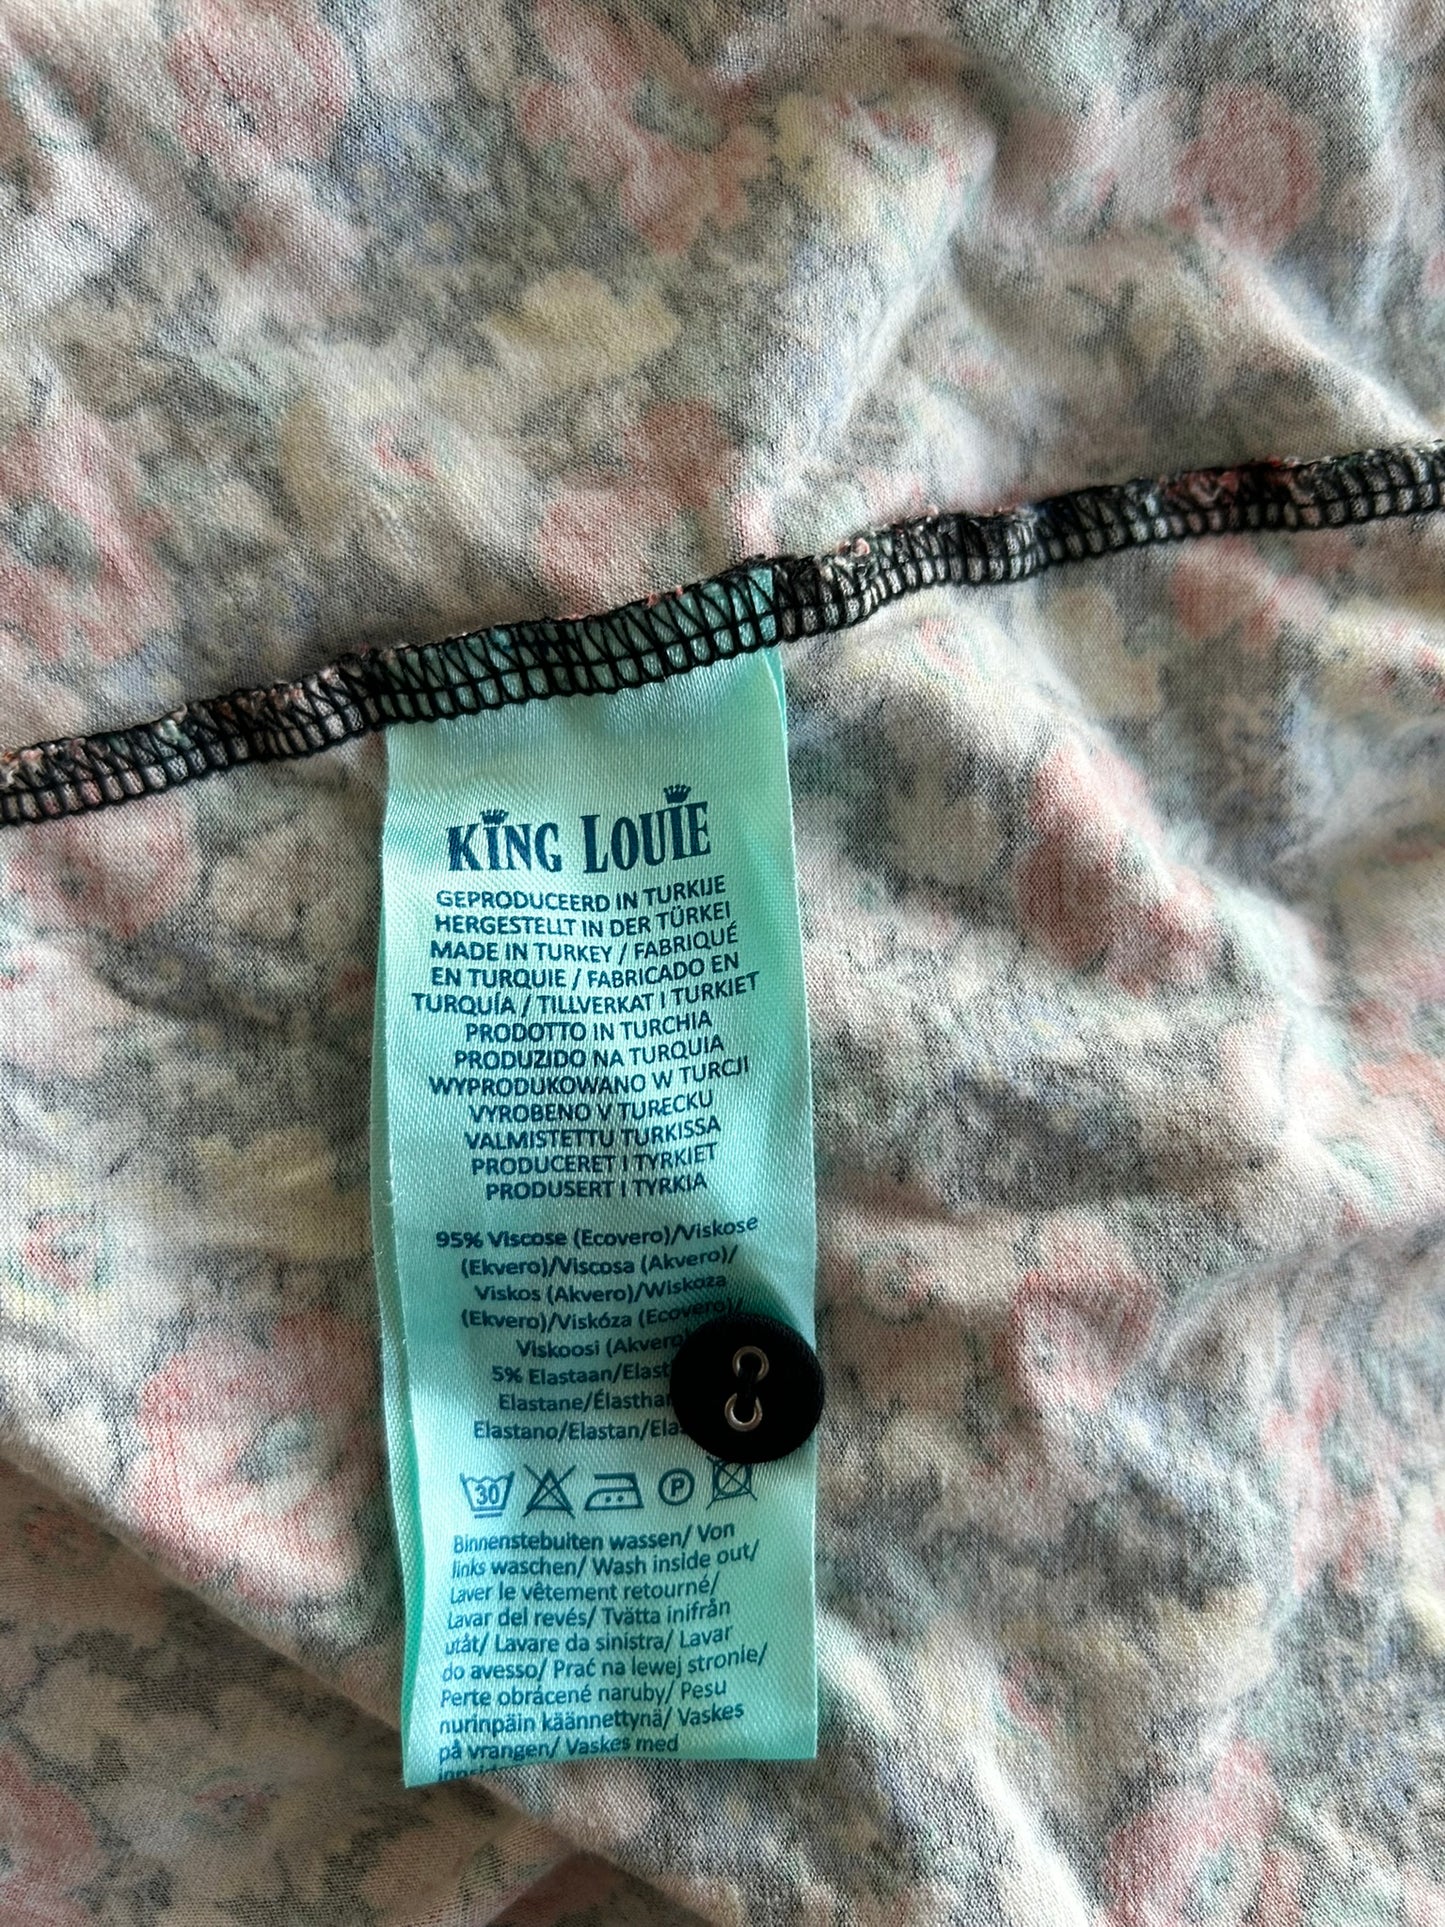 KING LOUIE
GEPRODUCEERD IN TURKIJE
HERGESTELLT IN DER TÜRKEI
MADE IN TURKEY / FABRIQUÉ
EN TURQUIE / FABRICADO EN
TURQUÍA / TILLVERKAT I TURKIET
PRODOTTO IN TURCHIA
PRODUZIDO NA TURQUIA
WYPRODUKOWANO W TURCJI
VYROBENO V TURECKU
VALMISTETTU TURKISSA
PRODUCERET I TYRKIET
PRODUSERT I TYRKIA
95% Viscose (Ecovero)/Viskose
(Ekvero)/Viscosa (Akvero)/
Viskos (Akvero)/Wiskoza
(Ekvero)/Viskóza (Ecovero)/
Viskoosi (Akvero
5% Elastaan/Elast
Elastane/Élastha
Elastano/Elastan/Ela
30 P
Binnenstebuiten wassen/ Von
links waschen/ Wash inside out/
Laver le vêtement retourné/
Lavar del revés/ Tvätta inifrån
utåt/ Lavare da sinistra/ Lavar
do avesso/ Prać na lewej stronie/
Perte obrácené naruby/ Pesu
nurinpäin käännettynä/ Vaskes
på vrangen/ Vaskes med